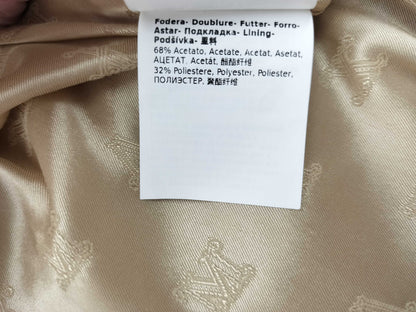 Fodera- Doublure- Futter- Forro-
Astar- Подкладка- Lining-
Podšívka- 里料
68% Acetato, Acetate, Acetat, Asetat,
АЦЕТАТ. Acetát, 醋酯纤维
32% Poliestere, Polyester, Poliester,
ПОЛИЭСТЕР. 聚酯纤维